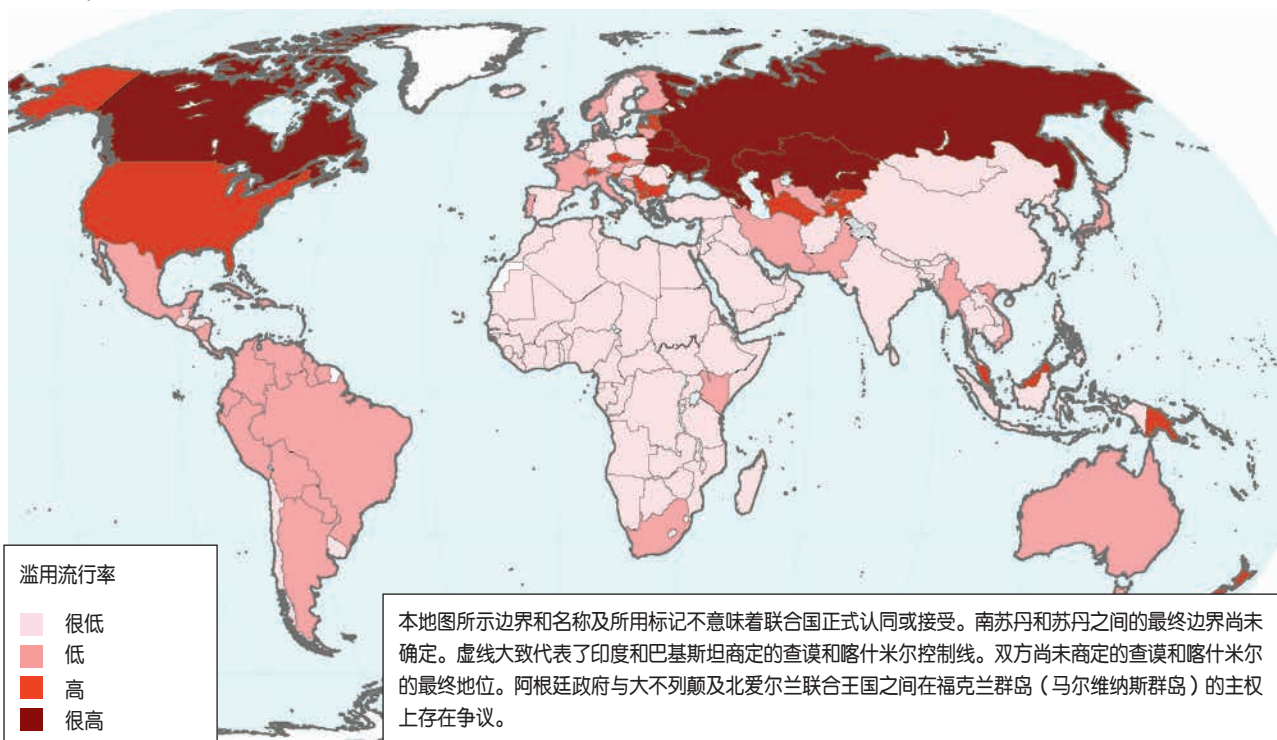 滥用流行率
很低
低
高
很高
本地图所示边界和名称及所用标记不意味着联合国正式认同或接受。南苏丹和苏丹之间的最终边界尚未
确定。虚线大致代表了印度和巴基斯坦商定的查谟和喀什米尔控制线。双方尚未商定的查谟和喀什米尔
的最终地位。阿根廷政府与大不列颠及北爱尔兰联合王国之间在福克兰群岛（马尔维纳斯群岛）的主权
上存在争议。